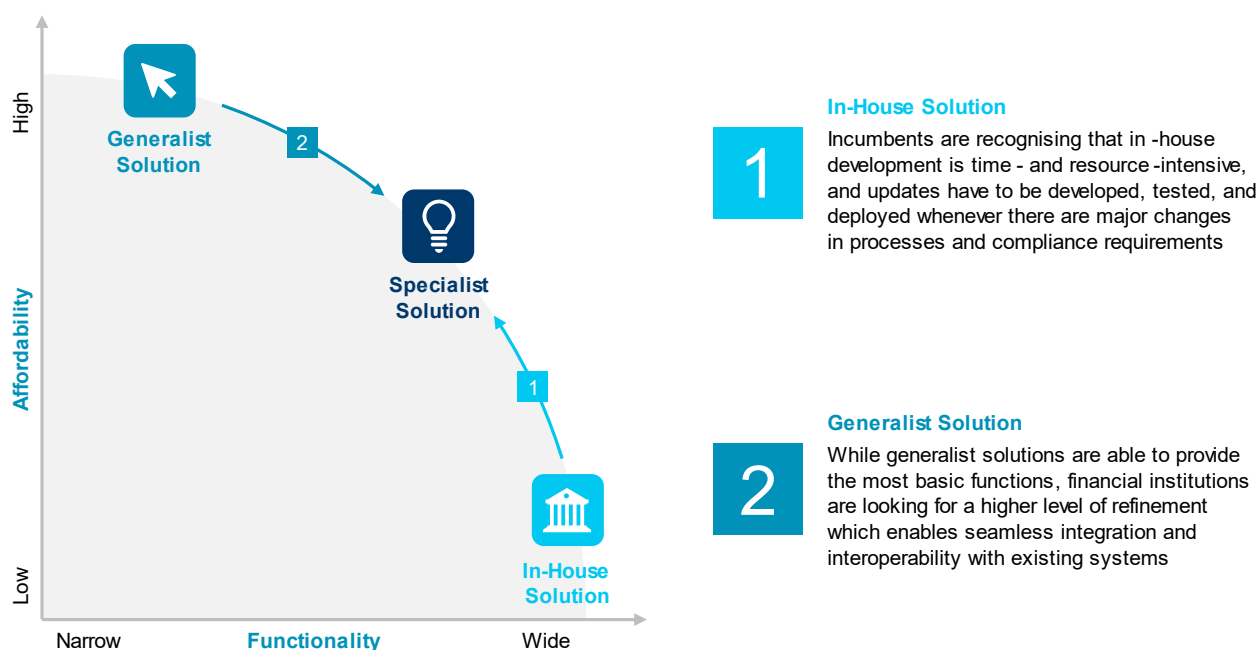 High
Affordability
Low
Generalist
Solution
2
Specialist
Solution
1
In-House
Solution
Narrow
Functionality
Wide
1
In-House Solution
Incumbents are recognising that in -house
development is time - and resource -intensive,
and updates have to be developed, tested, and
deployed whenever there are major changes
in processes and compliance requirements
2
Generalist Solution
While generalist solutions are able to provide
the most basic functions, financial institutions
are looking for a higher level of refinement
which enables seamless integration and
interoperability with existing systems